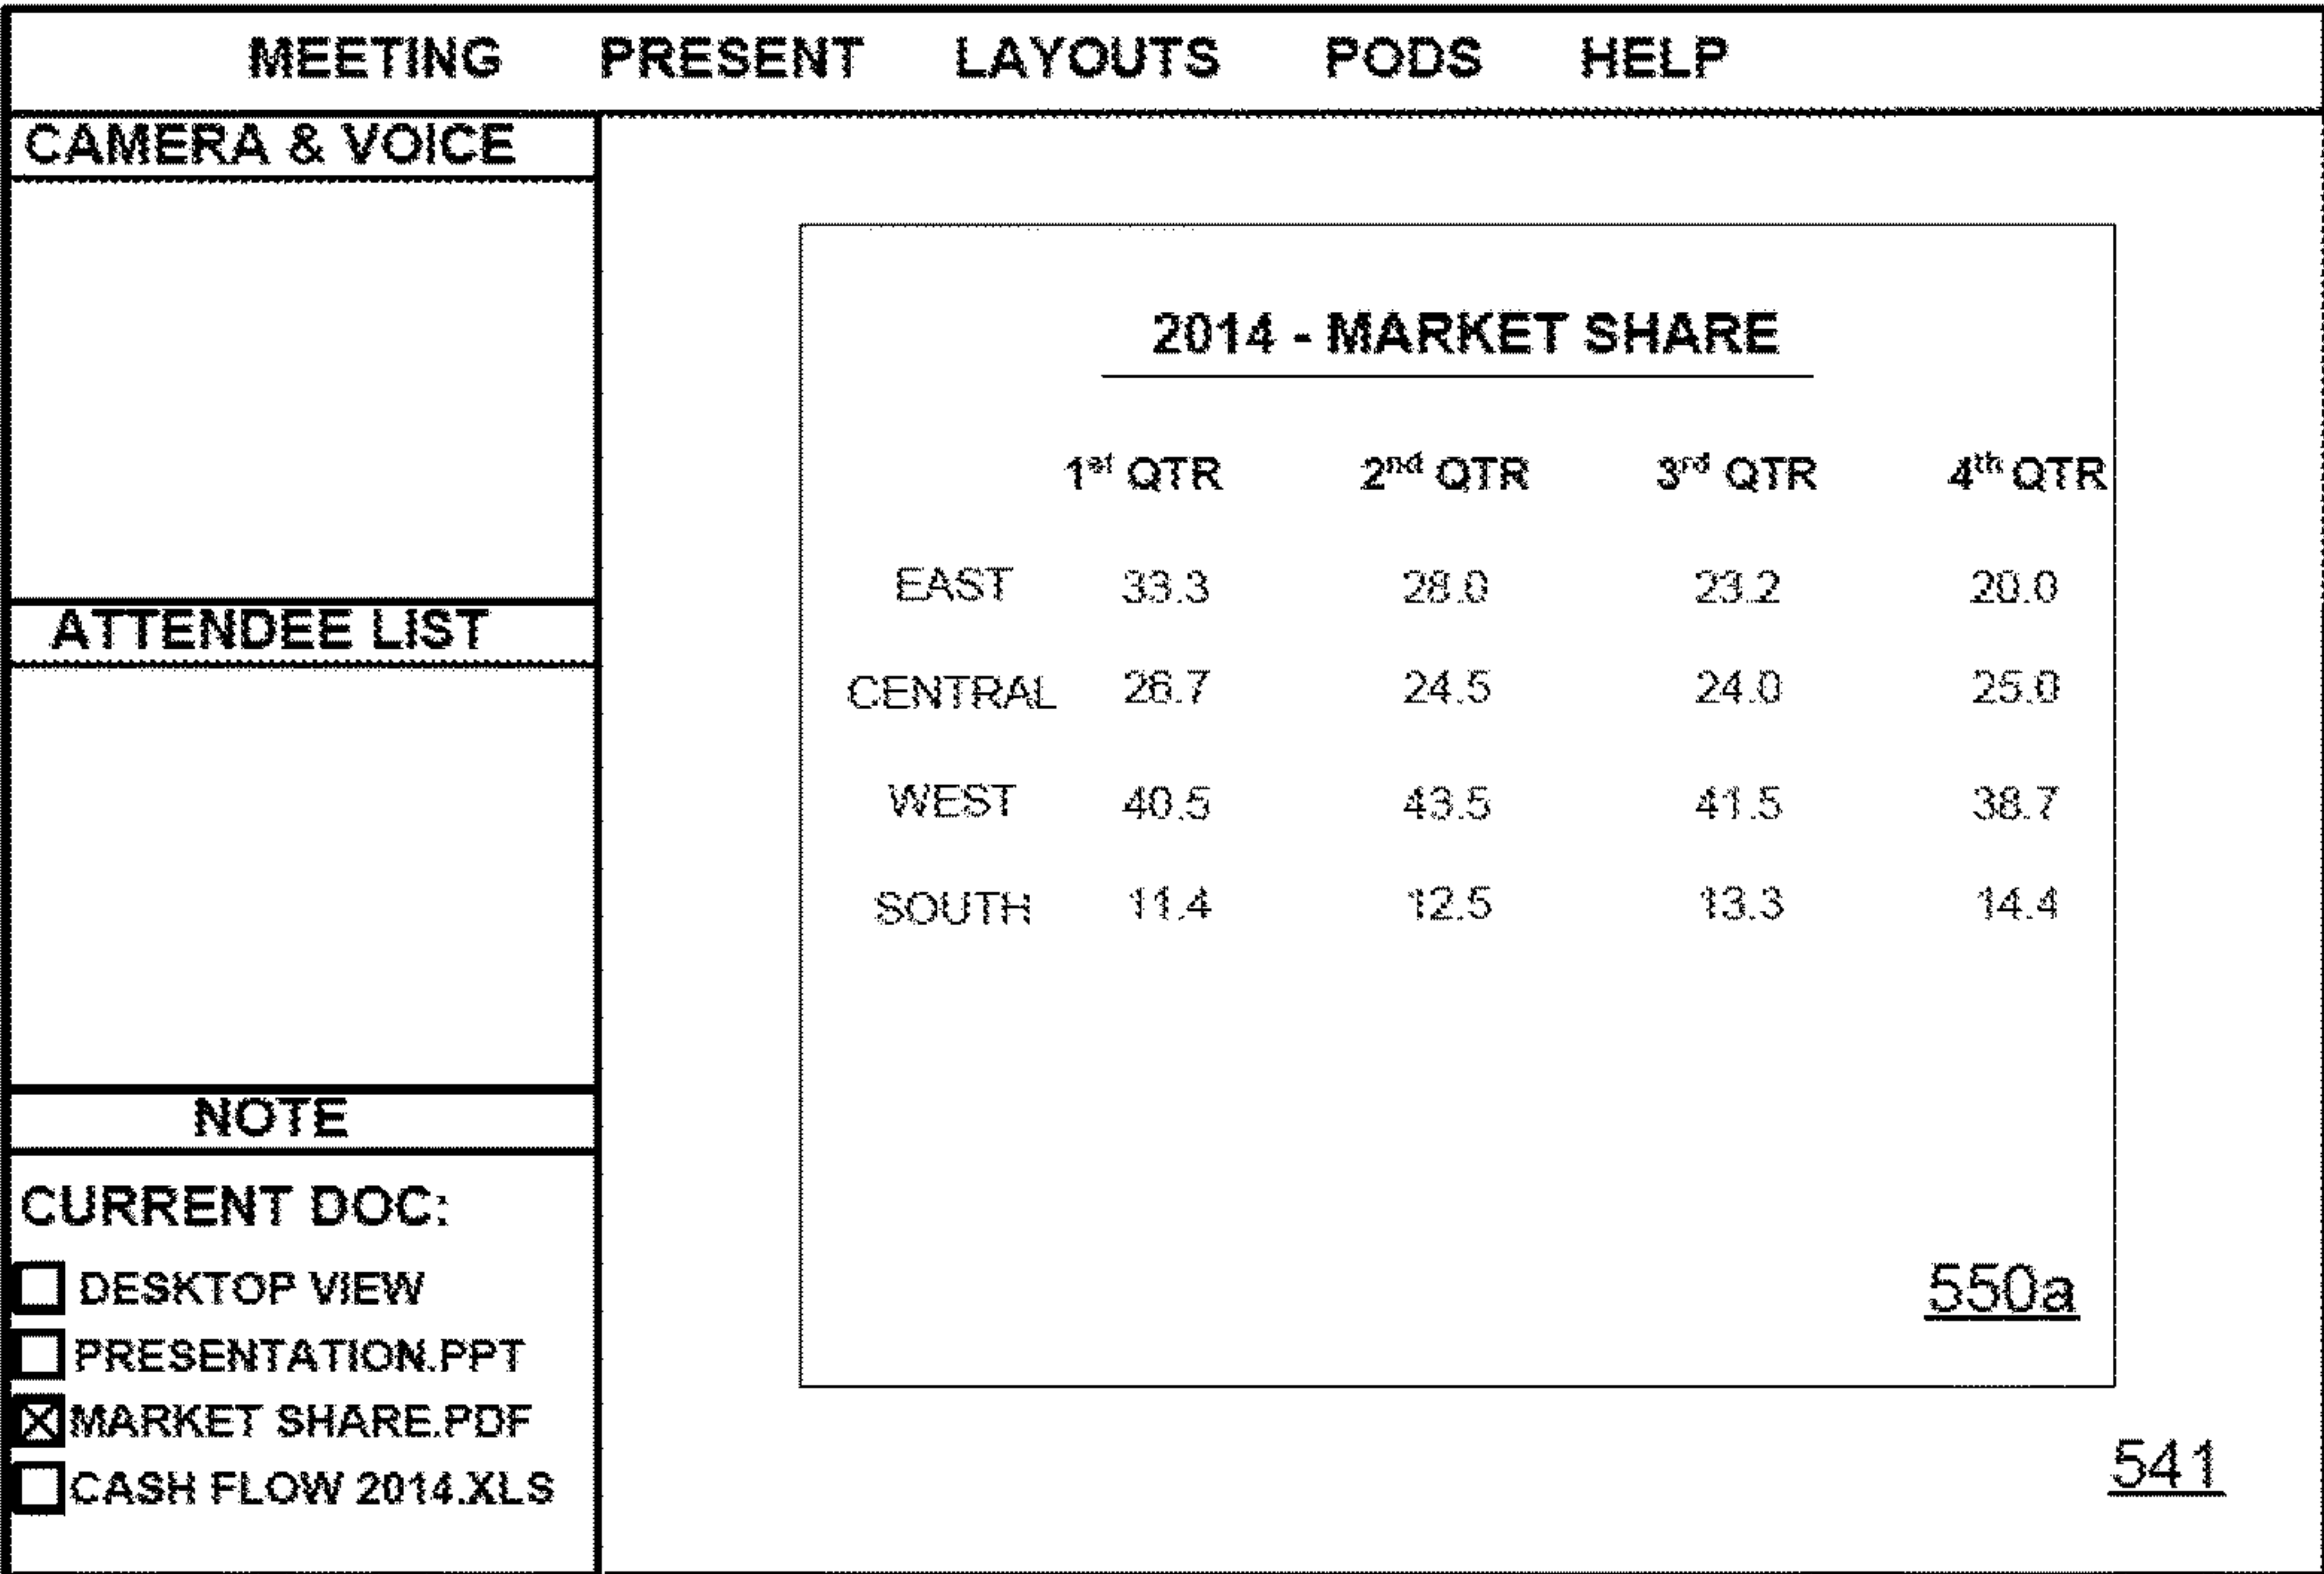 MEETING PRESENT LAYOUTS PODS HELP
CAMERA & VOICE
ATTENDEE LIST
NOTE
CURRENT DOC:
DESKTOP VIEW
PRESENTATION.PPT
MARKET SHARE.PDF
CASH FLOW 2014.XLS
2014 - MARKET SHARE
1st QTR 2nd QTR 3rd QTR 4th QTR
EAST 33.3 28.0 23.2 20.0
CENTRAL 26.7 24.5 24.0 25.0
WEST 40.5 43.5 41.5 38.7
SOUTH 11.4 12.5 13.3 14.4
550a
541